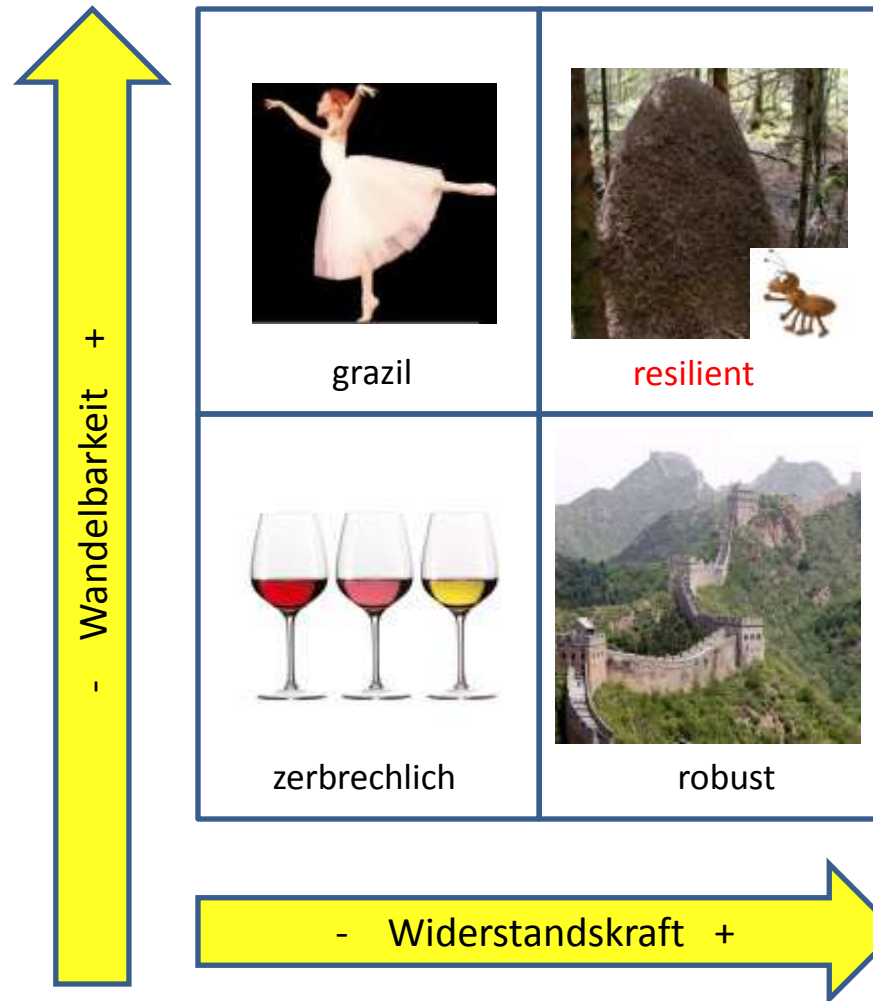 grazil
resilient
zerbrechlich
robust
- Wandelbarkeit +
- Widerstandskraft +